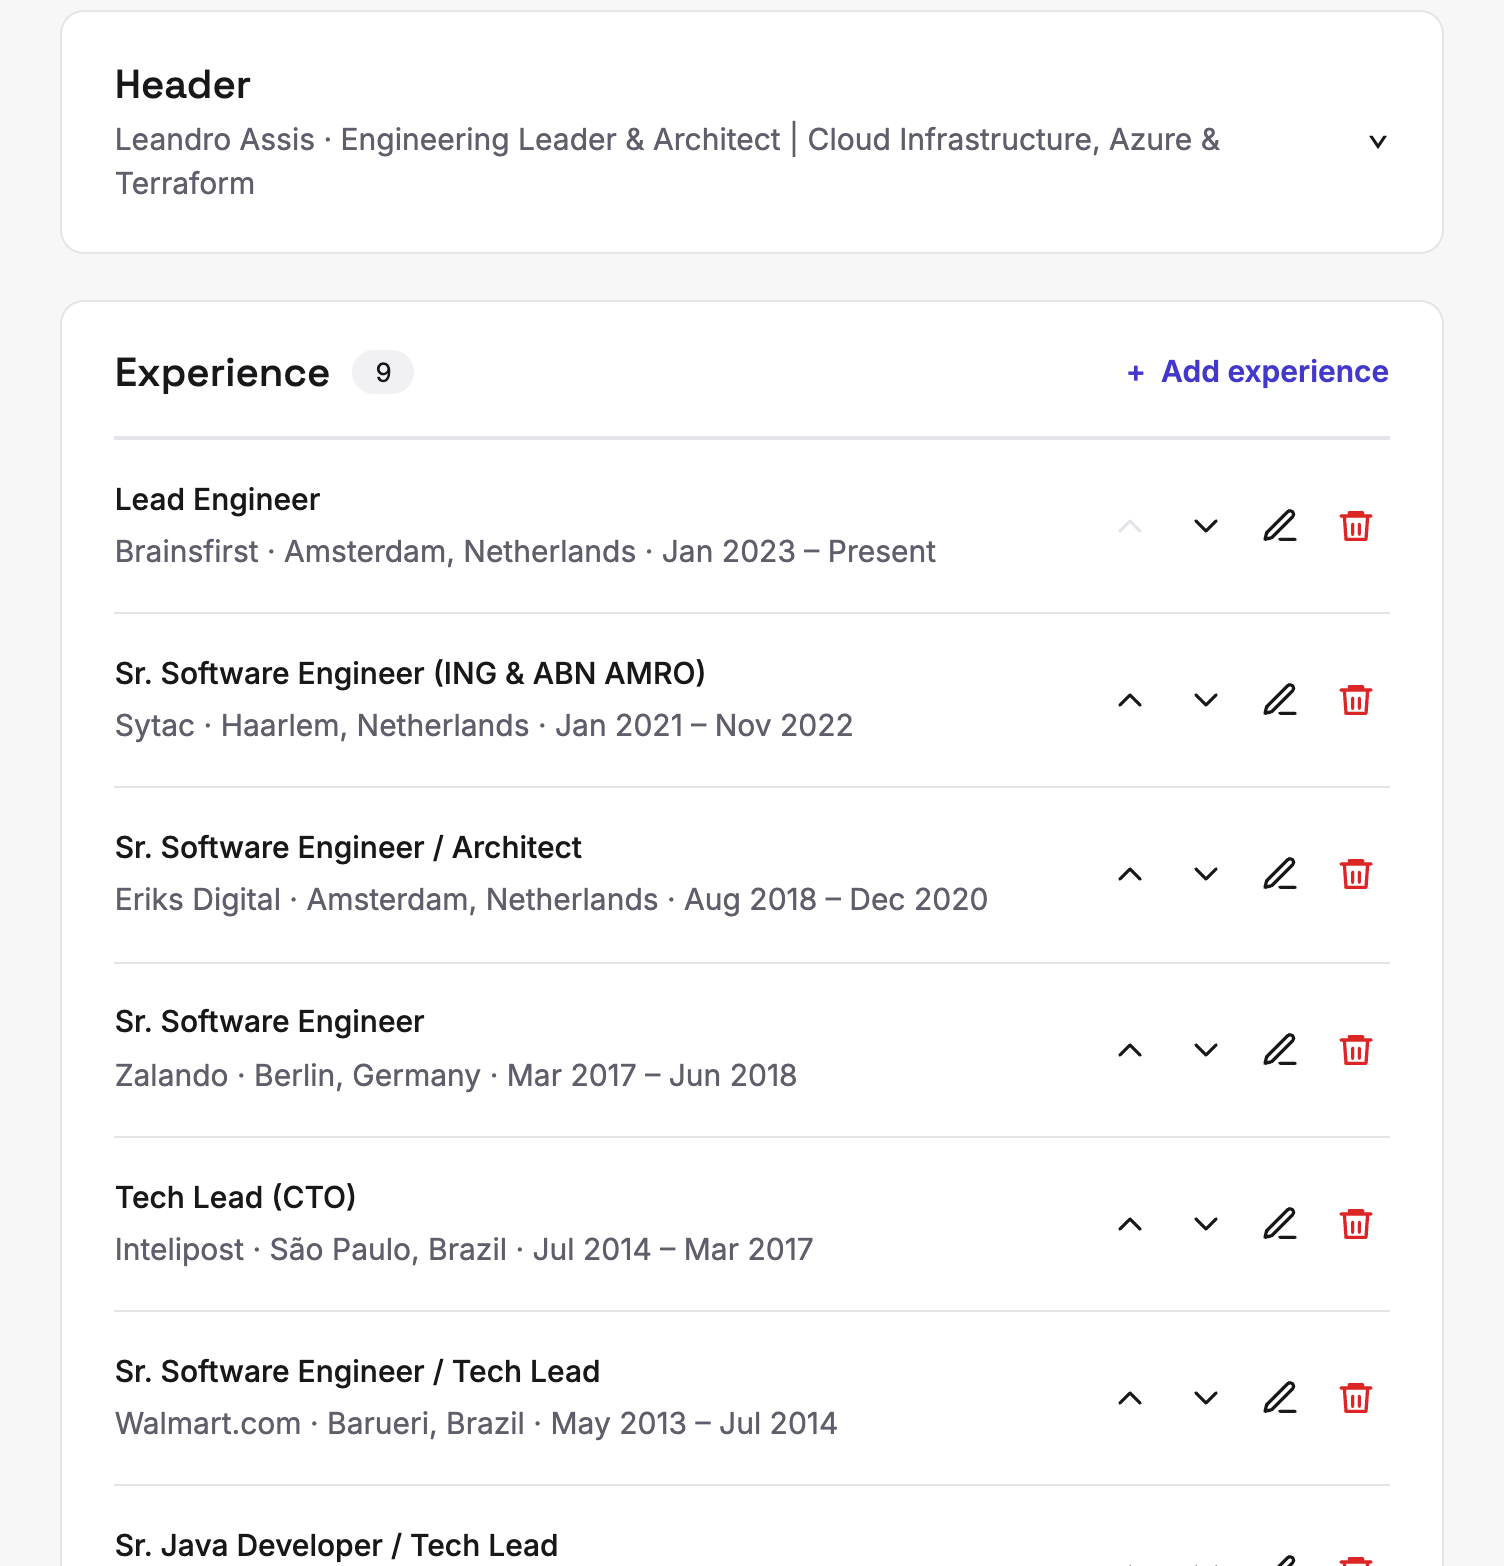 Header
Leandro Assis · Engineering Leader & Architect | Cloud Infrastructure, Azure &
Terraform
Experience 9
+ Add experience
Lead Engineer
Brainsfirst · Amsterdam, Netherlands · Jan 2023 – Present
Sr. Software Engineer (ING & ABN AMRO)
Sytac · Haarlem, Netherlands · Jan 2021 – Nov 2022
Sr. Software Engineer / Architect
Eriks Digital · Amsterdam, Netherlands · Aug 2018 – Dec 2020
Sr. Software Engineer
Zalando · Berlin, Germany · Mar 2017 – Jun 2018
Tech Lead (CTO)
Intelipost · São Paulo, Brazil · Jul 2014 – Mar 2017
Sr. Software Engineer / Tech Lead
Walmart.com · Barueri, Brazil · May 2013 – Jul 2014
Sr. Java Developer / Tech Lead